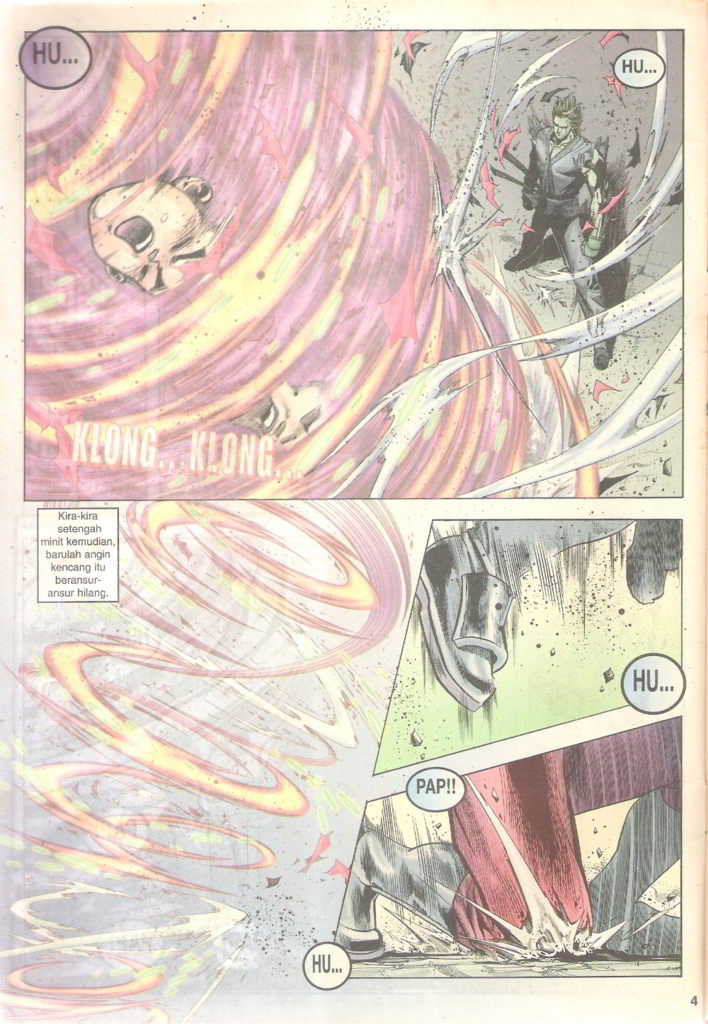 HU...
HU...
KLONG... KLONG...
Kira-kira
setengah
minit kemudian,
barulah angin
kencang itu
beransur-
ansur hilang.
HU...
PAP!!
HU...
4